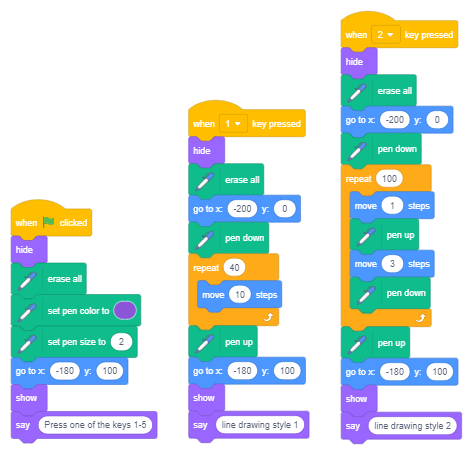 when clicked
hide
erase all
set pen color to
set pen size to 2
go to x: -180 y: 100
show
say Press one of the keys 1-5
when 1 key pressed
hide
erase all
go to x: -200 y: 0
pen down
repeat 40
move 10 steps
pen up
go to x: -180 y: 100
show
say line drawing style 1
when 2 key pressed
hide
erase all
go to x: -200 y: 0
pen down
repeat 100
move 1 steps
pen up
move 3 steps
pen down
pen up
go to x: -180 y: 100
show
say line drawing style 2